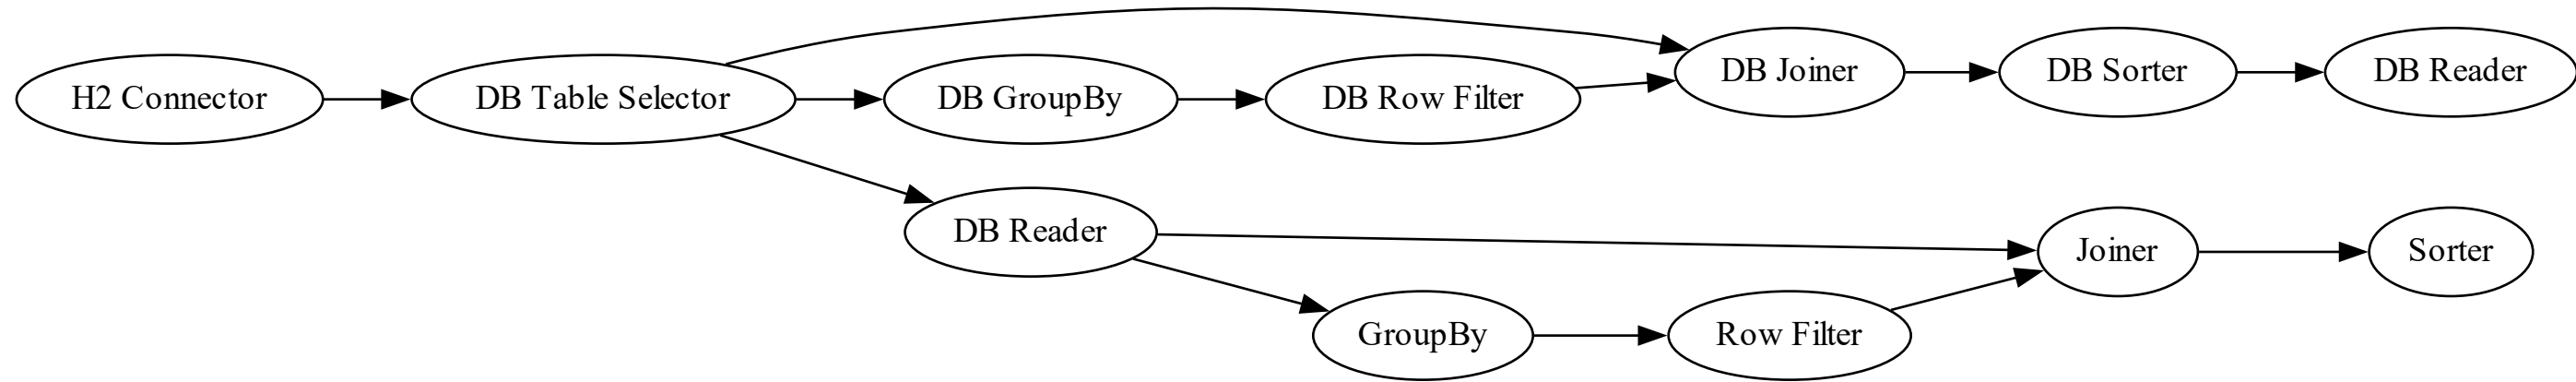 H2 Connector
DB Table Selector
DB GroupBy
DB Row Filter
DB Joiner
DB Sorter
DB Reader
DB Reader
Joiner
Sorter
GroupBy
Row Filter